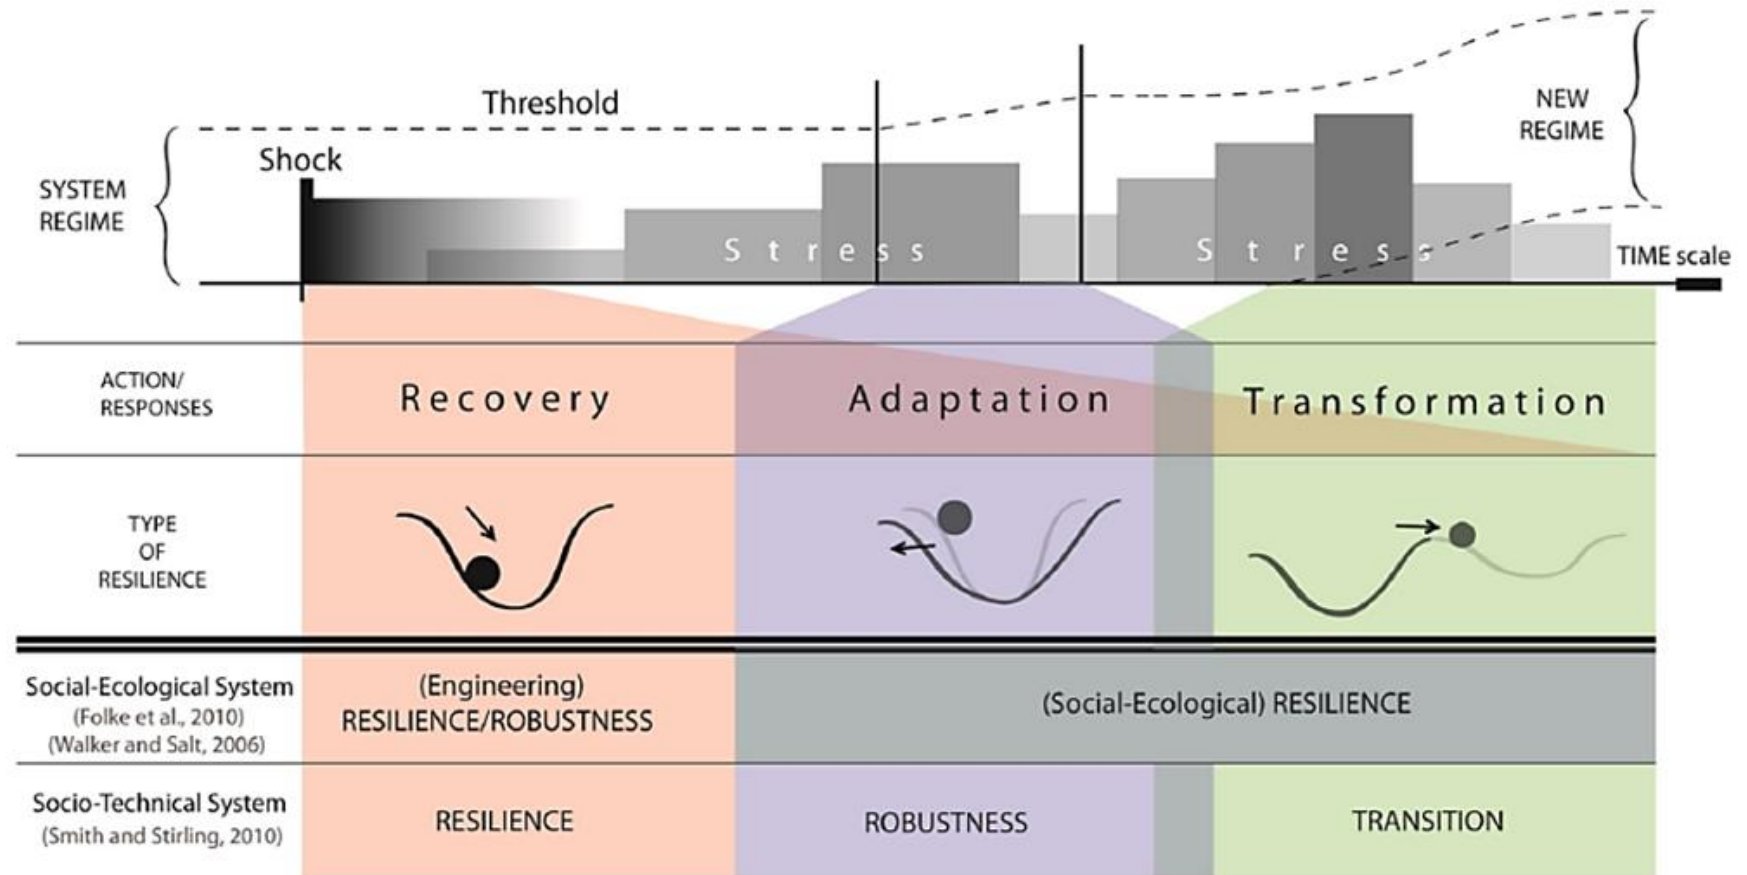 Threshold
Shock
SYSTEM
REGIME
NEW
REGIME
Stress
Stress
TIME scale
ACTION/
RESPONSES
Recovery
Adaptation
Transformation
TYPE
OF
RESILIENCE
Social-Ecological System
(Folke et al., 2010)
(Walker and Salt, 2006)
(Engineering)
RESILIENCE/ROBUSTNESS
(Social-Ecological) RESILIENCE
Socio-Technical System
(Smith and Stirling, 2010)
RESILIENCE
ROBUSTNESS
TRANSITION